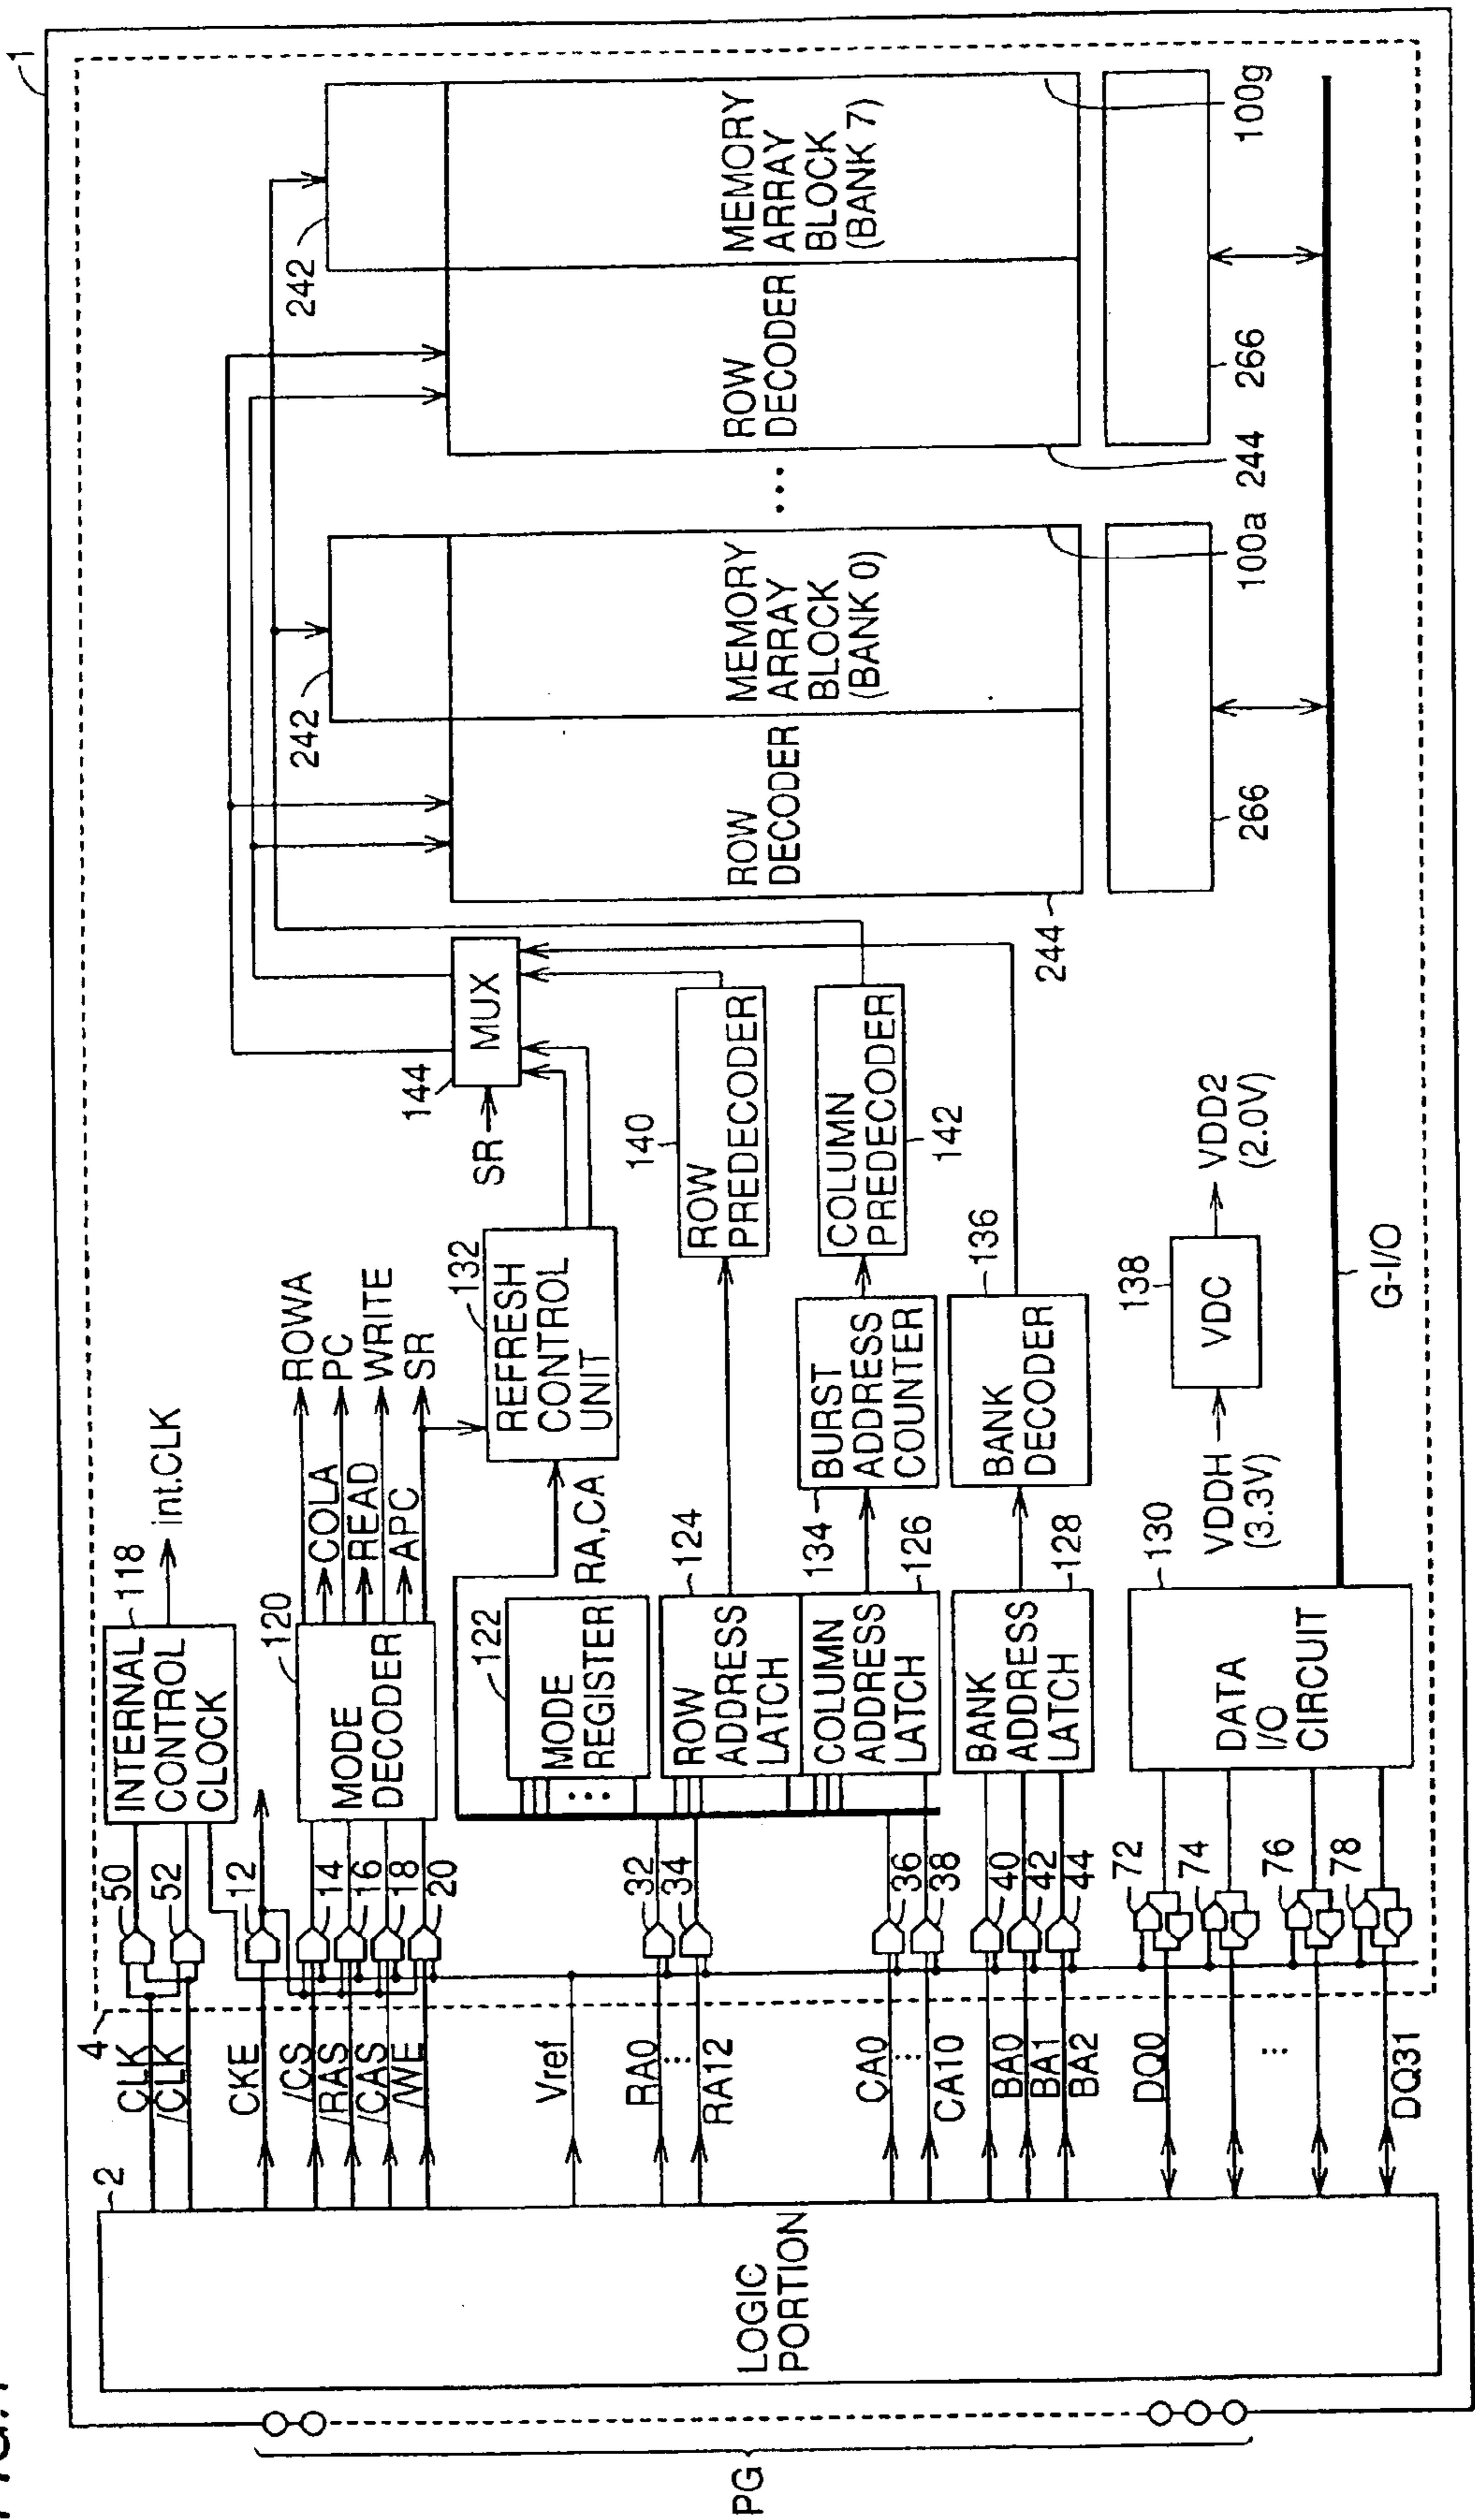 1
2
LOGIC
PORTION
PG
4
CLK
/CLK
CKE
/CS
/RAS
/CAS
/WE
Vref
RA0
⋮
RA12
CA0
⋮
CA10
BA0
BA1
BA2
DQ0
⋮
DQ31
50
52
12
14
16
18
20
32
34
36
38
40
42
44
72
74
76
78
INTERNAL
CONTROL
CLOCK
118
int.CLK
MODE
DECODER
120
ROWA
COLA
PC
READ
WRITE
APC
SR
122
MODE
REGISTER
RA,CA
132
REFRESH
CONTROL
UNIT
ROW
ADDRESS
LATCH
124
COLUMN
ADDRESS
LATCH
126
BANK
ADDRESS
LATCH
128
DATA
I/O
CIRCUIT
130
134
BURST
ADDRESS
COUNTER
BANK
DECODER
136
VDDH
(3.3V)
138
VDC
VDD2
(2.0V)
G-I/O
140
ROW
PREDECODER
COLUMN
PREDECODER
142
SR
144
MUX
242
ROW
DECODER
MEMORY
ARRAY
BLOCK
(BANK 0)
244
266
100a
...
242
ROW
DECODER
MEMORY
ARRAY
BLOCK
(BANK 7)
244
266
100g